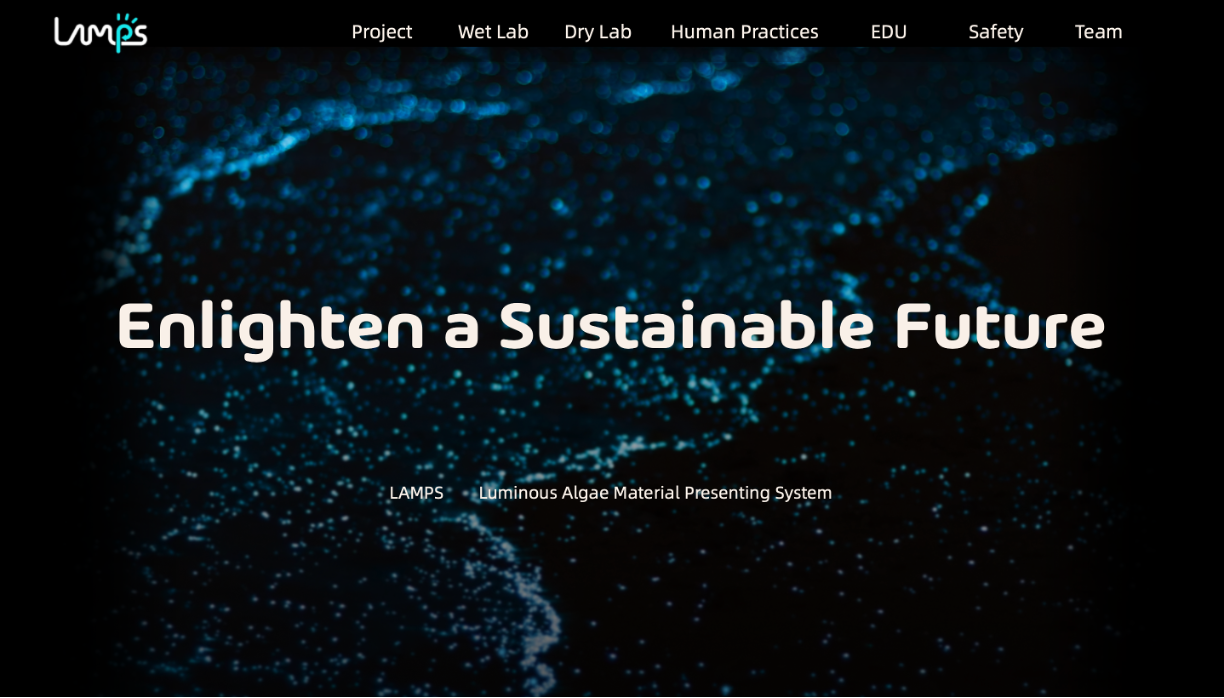 LAMPS Project Wet Lab Dry Lab Human Practices EDU Safety Team
Enlighten a Sustainable Future
LAMPS Luminous Algae Material Presenting System